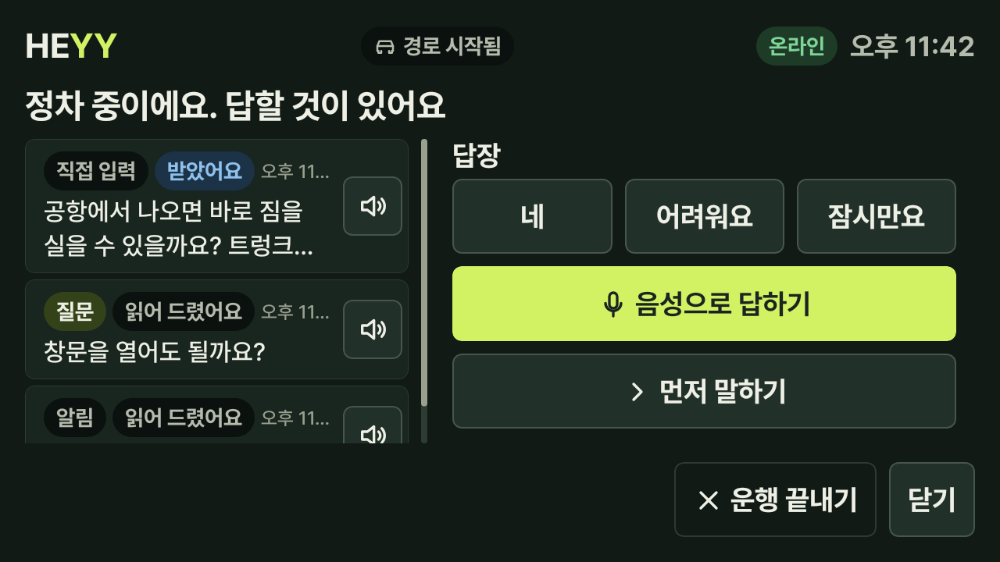 HEYY
경로 시작됨
온라인
오후 11:42
정차 중이에요. 답할 것이 있어요
직접 입력
받았어요
오후 11...
공항에서 나오면 바로 짐을
실을 수 있을까요? 트렁크...
질문
읽어 드렸어요
오후 11...
창문을 열어도 될까요?
알림
읽어 드렸어요
오후 11...
답장
네
어려워요
잠시만요
음성으로 답하기
먼저 말하기
운행 끝내기
닫기